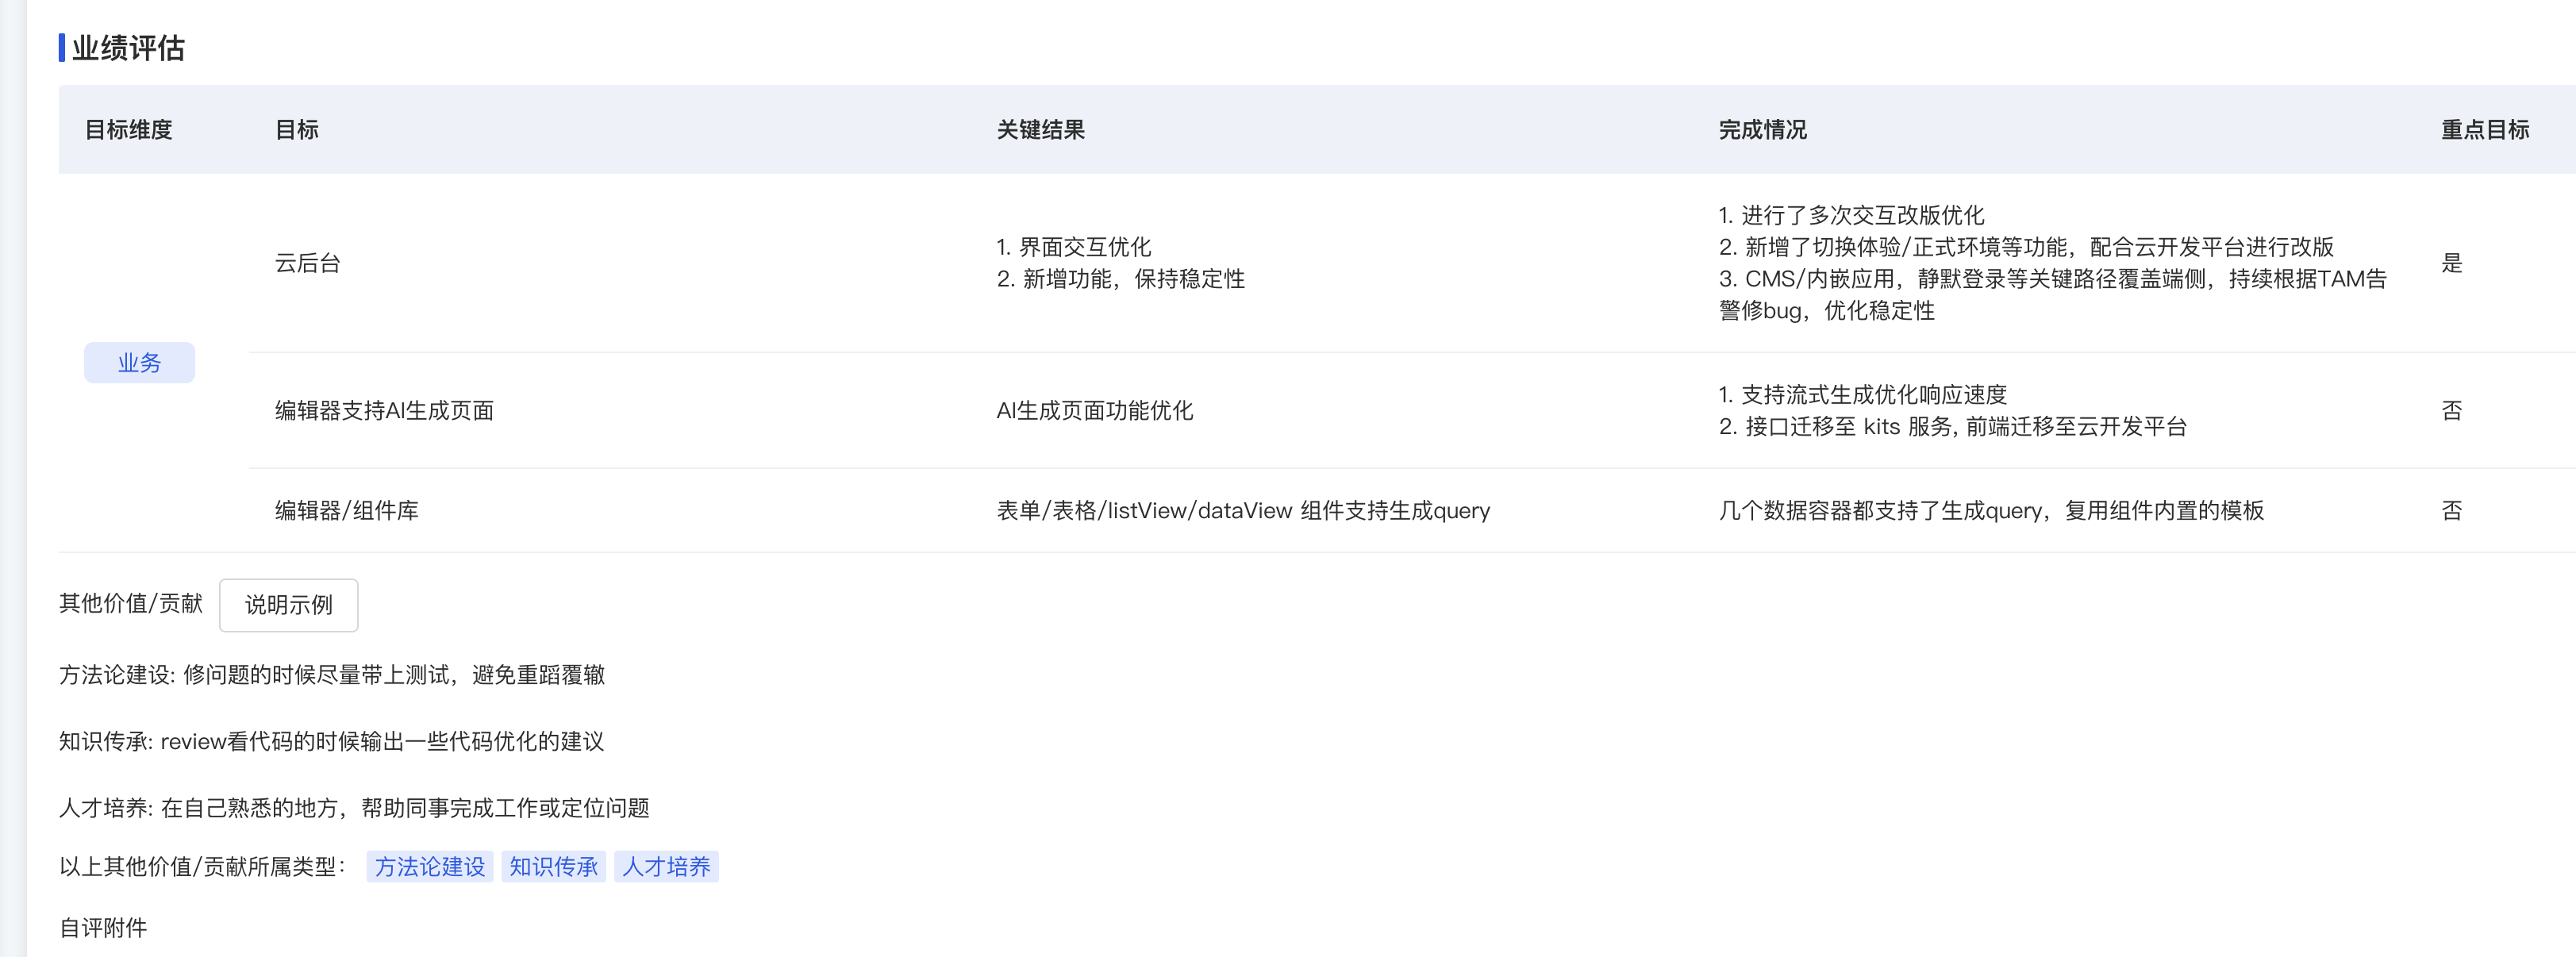 业绩评估
目标维度 目标 关键结果 完成情况 重点目标
业务
云后台
1. 界面交互优化
2. 新增功能，保持稳定性
1. 进行了多次交互改版优化
2. 新增了切换体验/正式环境等功能，配合云开发平台进行改版
3. CMS/内嵌应用，静默登录等关键路径覆盖端侧，持续根据TAM告
警修bug，优化稳定性
是
编辑器支持AI生成页面
AI生成页面功能优化
1. 支持流式生成优化响应速度
2. 接口迁移至 kits 服务, 前端迁移至云开发平台
否
编辑器/组件库
表单/表格/listView/dataView 组件支持生成query
几个数据容器都支持了生成query，复用组件内置的模板
否
其他价值/贡献 说明示例
方法论建设: 修问题的时候尽量带上测试，避免重蹈覆辙
知识传承: review看代码的时候输出一些代码优化的建议
人才培养: 在自己熟悉的地方，帮助同事完成工作或定位问题
以上其他价值/贡献所属类型： 方法论建设 知识传承 人才培养
自评附件